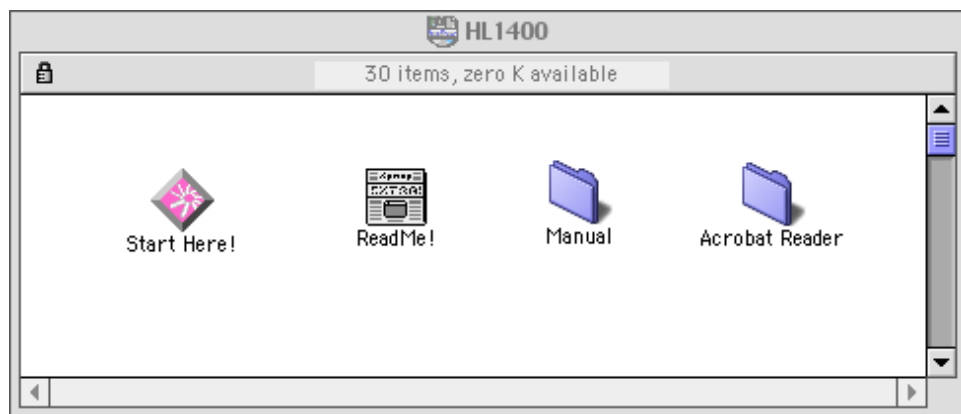 HL1400
30 items, zero K available
Start Here!
ReadMe!
Manual
Acrobat Reader